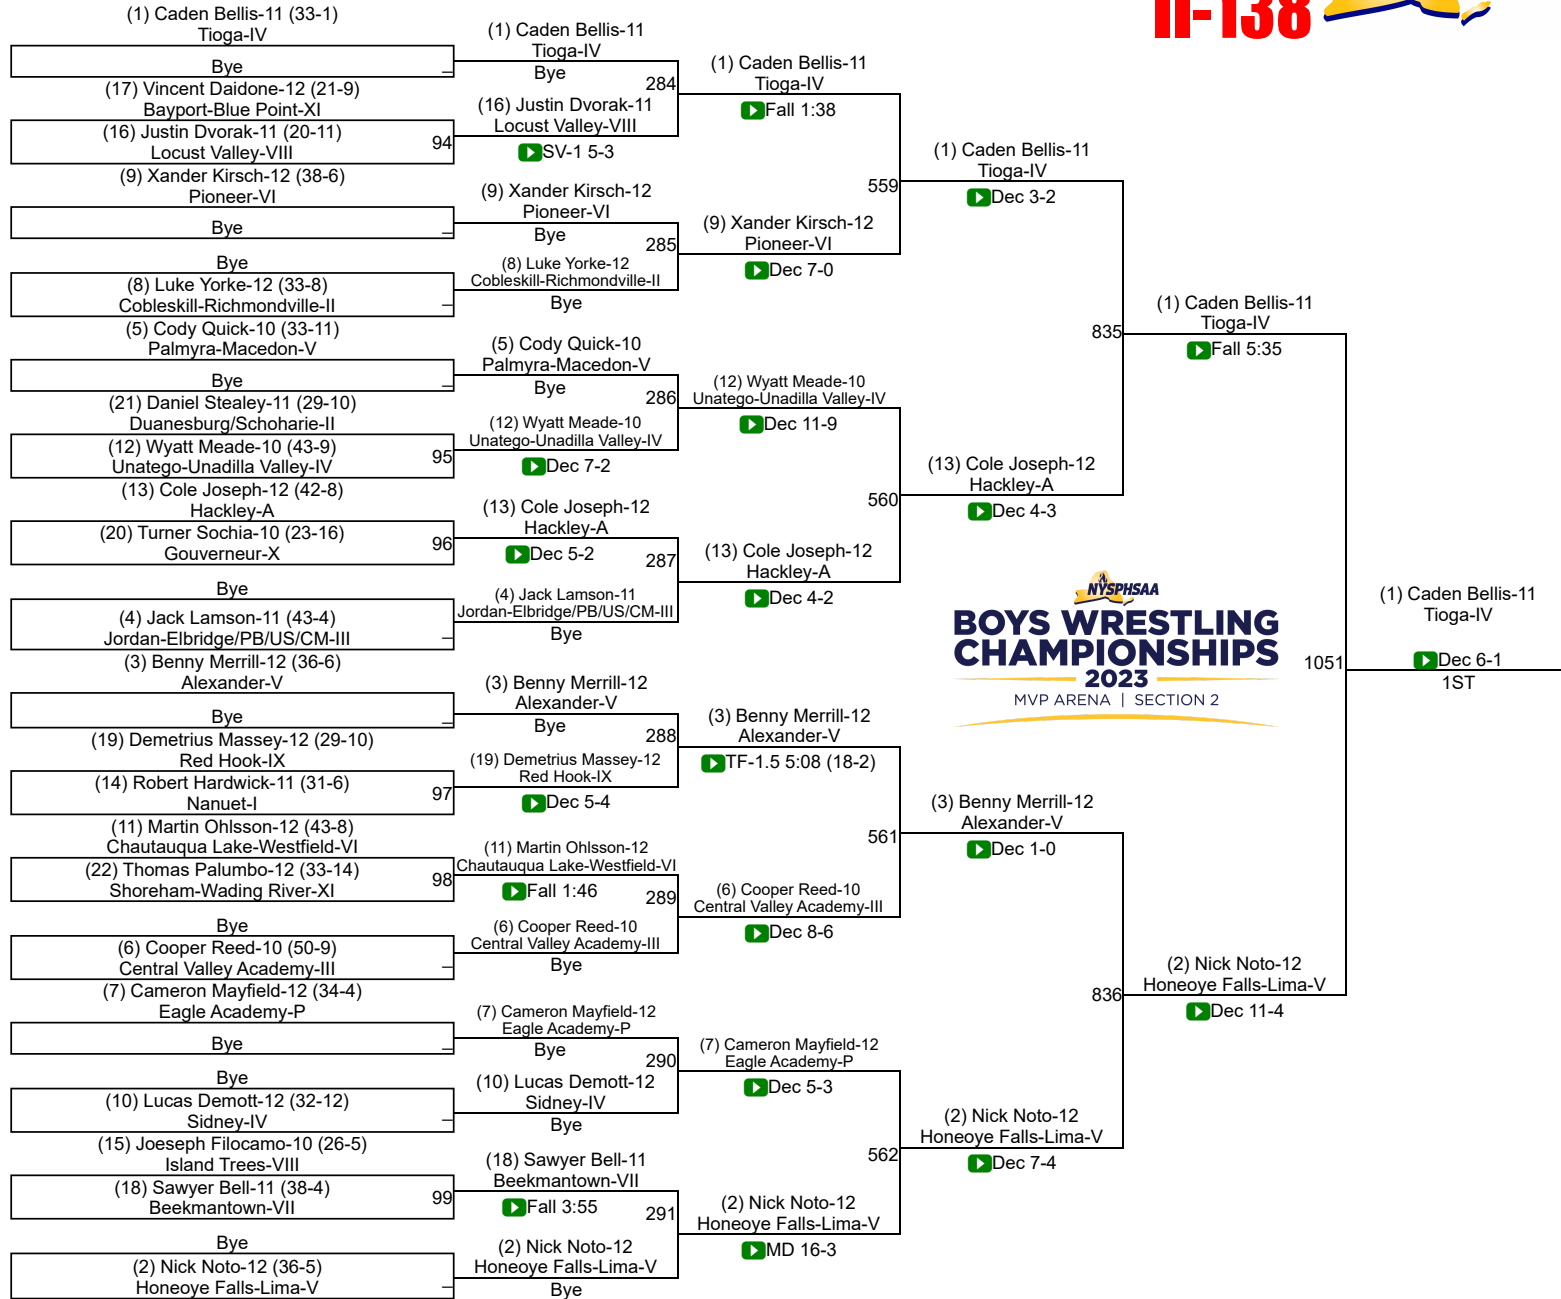 II-138
(1) Caden Bellis-11 (33-1)
Tioga-IV
Bye
(17) Vincent Daidone-12 (21-9)
Bayport-Blue Point-XI
(16) Justin Dvorak-11 (20-11)
Locust Valley-VIII
94
(9) Xander Kirsch-12 (38-6)
Pioneer-VI
Bye
Bye
(8) Luke Yorke-12 (33-8)
Cobleskill-Richmondville-II
(5) Cody Quick-10 (33-11)
Palmyra-Macedon-V
Bye
(21) Daniel Stealey-11 (29-10)
Duanesburg/Schoharie-II
(12) Wyatt Meade-10 (43-9)
Unatego-Unadilla Valley-IV
95
(13) Cole Joseph-12 (42-8)
Hackley-A
(20) Turner Sochia-10 (23-16)
Gouverneur-X
96
Bye
(4) Jack Lamson-11 (43-4)
Jordan-Elbridge/PB/US/CM-III
(3) Benny Merrill-12 (36-6)
Alexander-V
Bye
(19) Demetrius Massey-12 (29-10)
Red Hook-IX
(14) Robert Hardwick-11 (31-6)
Nanuet-I
97
(11) Martin Ohlsson-12 (43-8)
Chautauqua Lake-Westfield-VI
(22) Thomas Palumbo-12 (33-14)
Shoreham-Wading River-XI
98
Bye
(6) Cooper Reed-10 (50-9)
Central Valley Academy-III
(7) Cameron Mayfield-12 (34-4)
Eagle Academy-P
Bye
Bye
(10) Lucas Demott-12 (32-12)
Sidney-IV
(15) Joeseph Filocamo-10 (26-5)
Island Trees-VIII
(18) Sawyer Bell-11 (38-4)
Beekmantown-VII
99
Bye
(2) Nick Noto-12 (36-5)
Honeoye Falls-Lima-V
(1) Caden Bellis-11
Tioga-IV
Bye
284
(16) Justin Dvorak-11
Locust Valley-VIII
SV-1 5-3
(9) Xander Kirsch-12
Pioneer-VI
Bye
285
(8) Luke Yorke-12
Cobleskill-Richmondville-II
Bye
(5) Cody Quick-10
Palmyra-Macedon-V
Bye
286
(12) Wyatt Meade-10
Unatego-Unadilla Valley-IV
Dec 7-2
(13) Cole Joseph-12
Hackley-A
Dec 5-2
287
(4) Jack Lamson-11
Jordan-Elbridge/PB/US/CM-III
Bye
(3) Benny Merrill-12
Alexander-V
Bye
288
(19) Demetrius Massey-12
Red Hook-IX
Dec 5-4
(11) Martin Ohlsson-12
Chautauqua Lake-Westfield-VI
Fall 1:46
289
(6) Cooper Reed-10
Central Valley Academy-III
Bye
(7) Cameron Mayfield-12
Eagle Academy-P
Bye
290
(10) Lucas Demott-12
Sidney-IV
Bye
(18) Sawyer Bell-11
Beekmantown-VII
Fall 3:55
291
(2) Nick Noto-12
Honeoye Falls-Lima-V
Bye
(1) Caden Bellis-11
Tioga-IV
Fall 1:38
559
(9) Xander Kirsch-12
Pioneer-VI
Dec 7-0
(12) Wyatt Meade-10
Unatego-Unadilla Valley-IV
Dec 11-9
560
(13) Cole Joseph-12
Hackley-A
Dec 4-2
(3) Benny Merrill-12
Alexander-V
TF-1.5 5:08 (18-2)
561
(6) Cooper Reed-10
Central Valley Academy-III
Dec 8-6
(7) Cameron Mayfield-12
Eagle Academy-P
Dec 5-3
562
(2) Nick Noto-12
Honeoye Falls-Lima-V
MD 16-3
(1) Caden Bellis-11
Tioga-IV
Dec 3-2
835
(13) Cole Joseph-12
Hackley-A
Dec 4-3
(3) Benny Merrill-12
Alexander-V
Dec 1-0
836
(2) Nick Noto-12
Honeoye Falls-Lima-V
Dec 7-4
(1) Caden Bellis-11
Tioga-IV
Fall 5:35
1051
(2) Nick Noto-12
Honeoye Falls-Lima-V
Dec 11-4
(1) Caden Bellis-11
Tioga-IV
Dec 6-1
1ST
NYSPHSAA
BOYS WRESTLING
CHAMPIONSHIPS
2023
MVP ARENA | SECTION 2